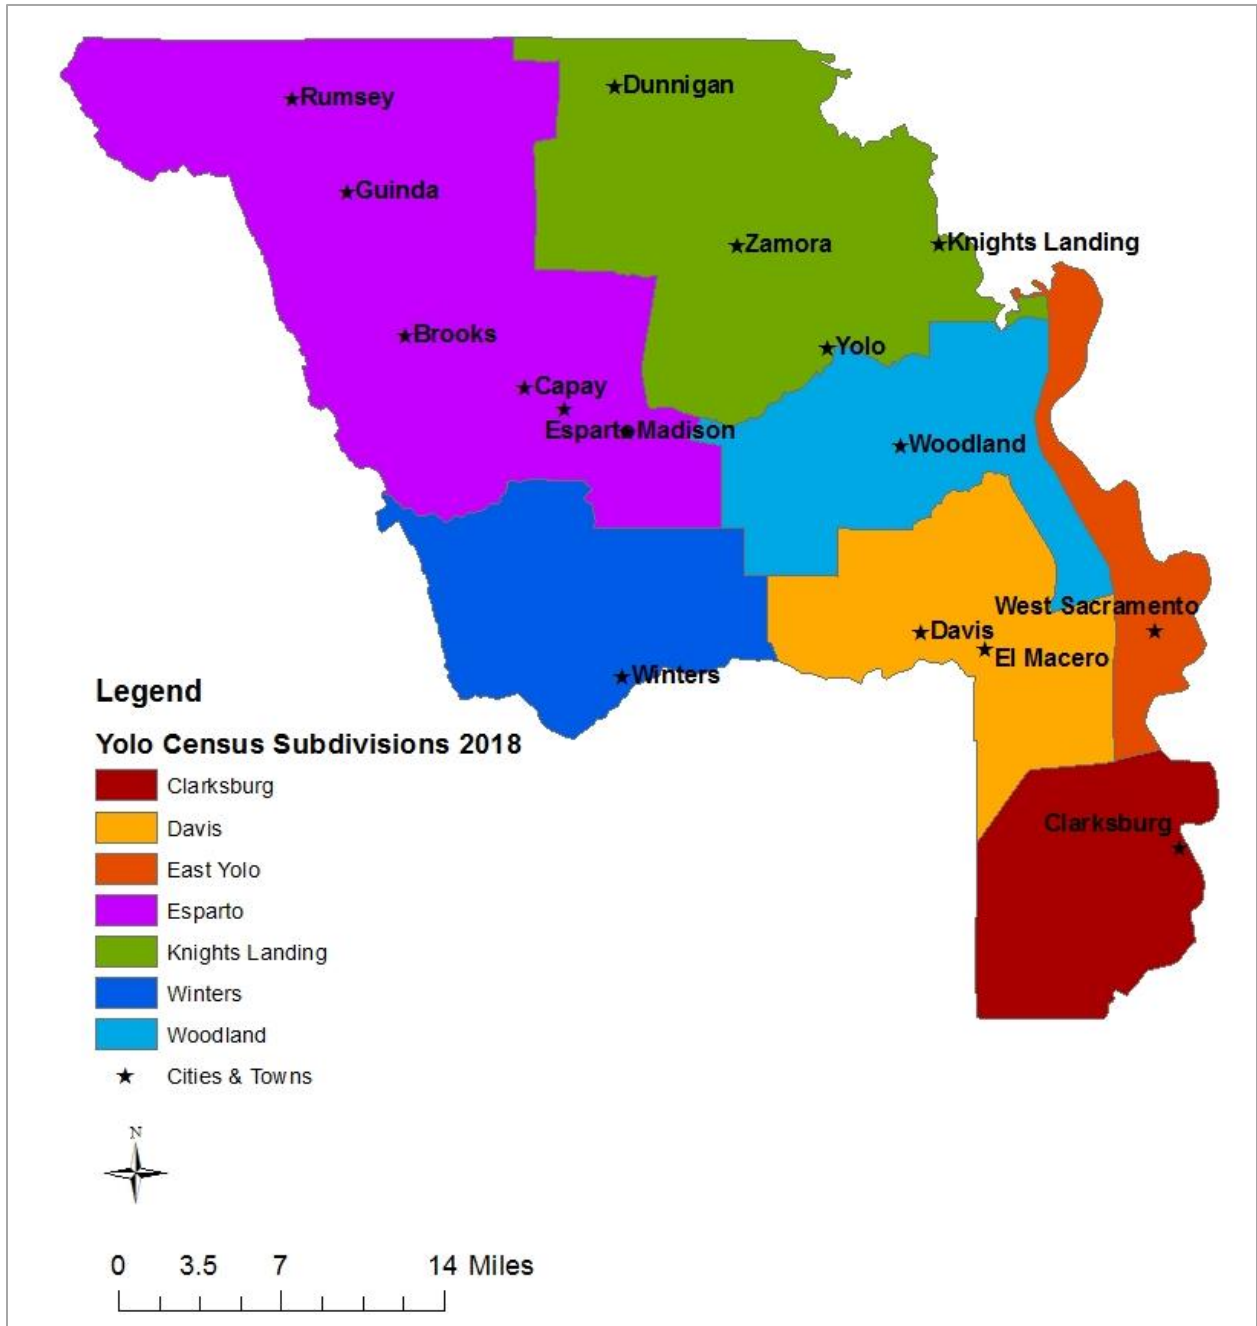 Rumsey
Dunnigan
Guinda
Zamora
Knights Landing
Brooks
Yolo
Capay
Esparto
Madison
Woodland
West Sacramento
Davis
El Macero
Winters
Clarksburg
Legend
Yolo Census Subdivisions 2018
Clarksburg
Davis
East Yolo
Esparto
Knights Landing
Winters
Woodland
Cities & Towns
N
0 3.5 7 14 Miles